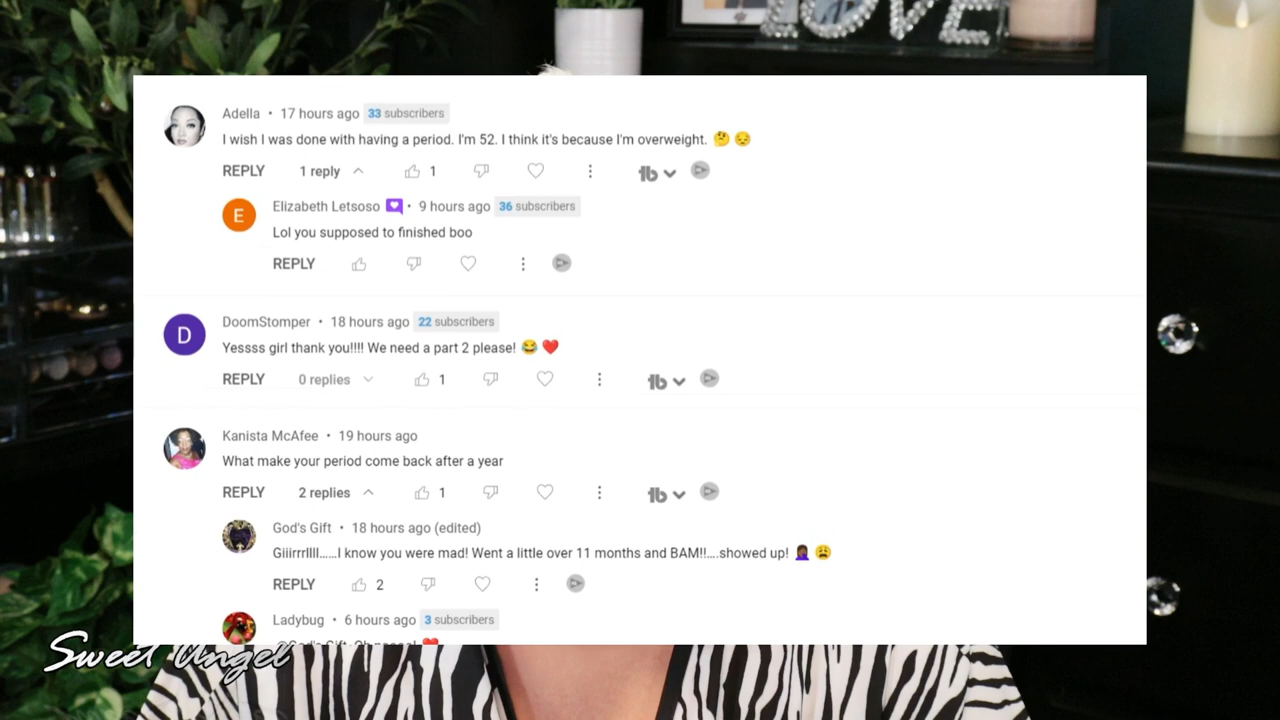 LOVE
Adella • 17 hours ago 33 subscribers
I wish I was done with having a period. I'm 52. I think it's because I'm overweight. 🤔 😔
REPLY 1 reply 1
E Elizabeth Letsoso • 9 hours ago 36 subscribers
Lol you supposed to finished boo
REPLY
D DoomStomper • 18 hours ago 22 subscribers
Yessss girl thank you!!!! We need a part 2 please! 😂 ❤️
REPLY 0 replies 1
Kanista McAfee • 19 hours ago
What make your period come back after a year
REPLY 2 replies 1
God's Gift • 18 hours ago (edited)
Giiirrrllll......I know you were mad! Went a little over 11 months and BAM!!....showed up! 🤦🏾‍♀️ 😩
REPLY 2
Ladybug • 6 hours ago 3 subscribers
Sweet Angel